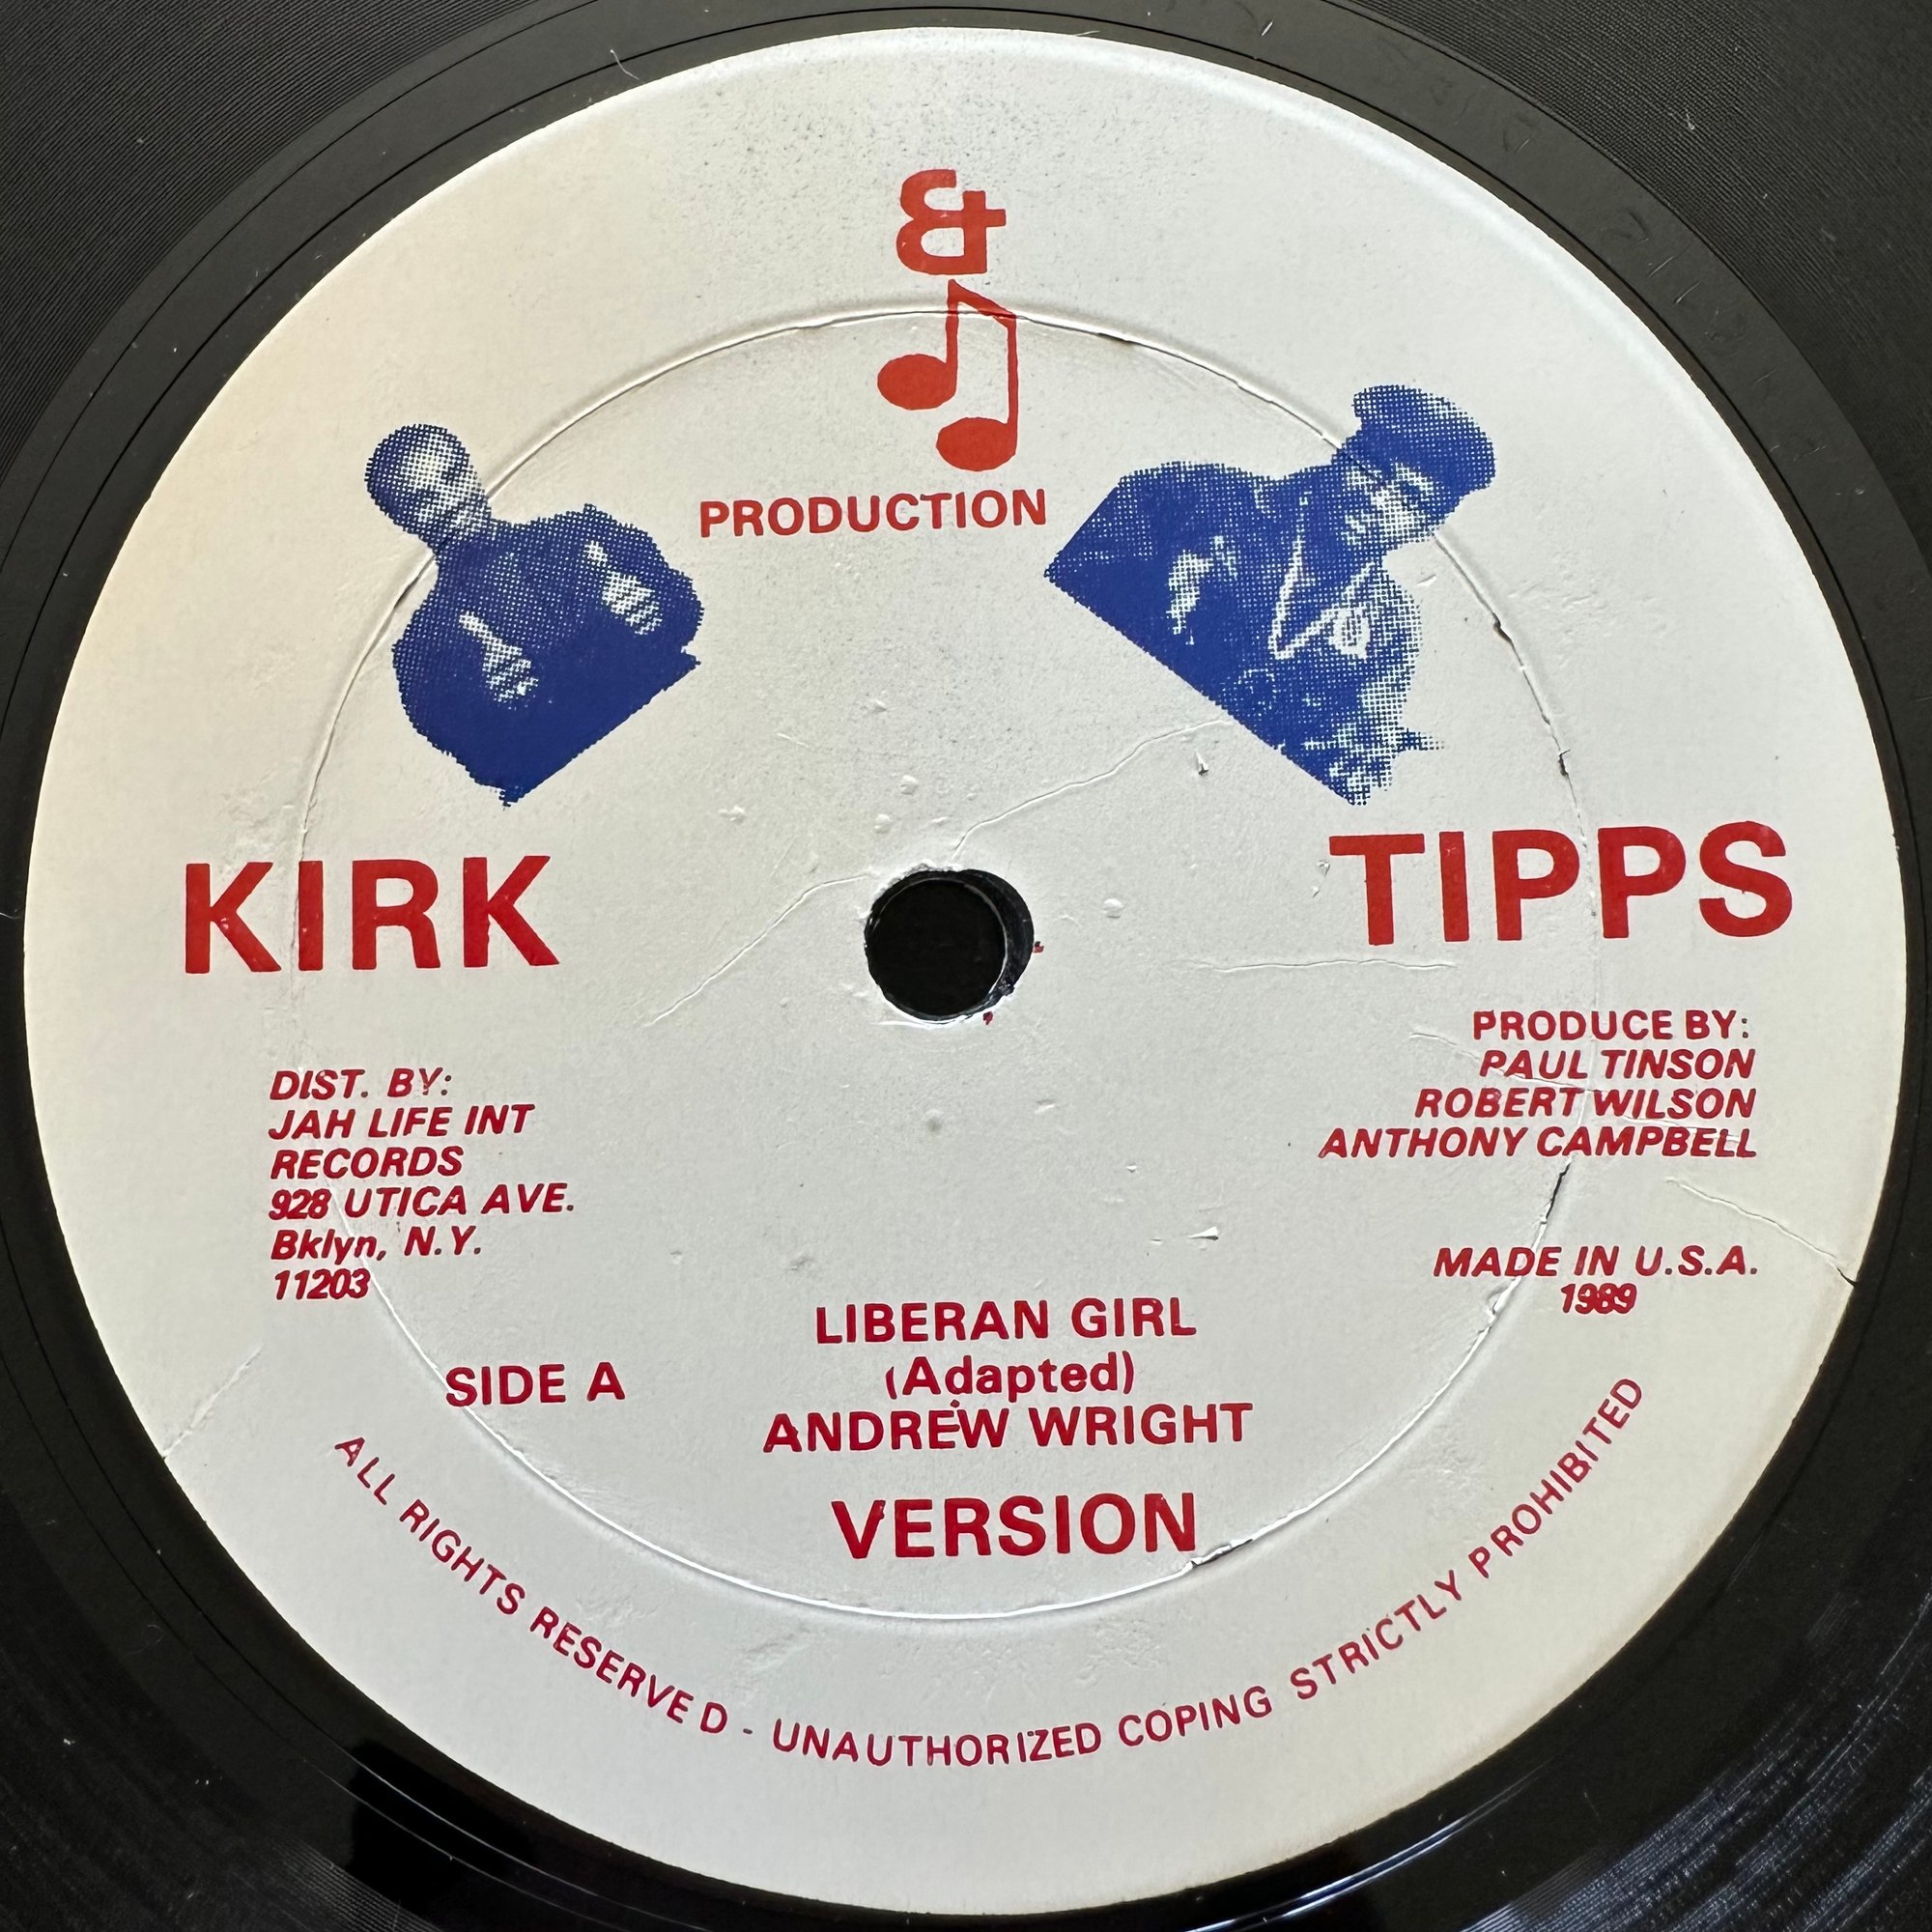 &
PRODUCTION
KIRK
TIPPS
DIST. BY:
JAH LIFE INT
RECORDS
928 UTICA AVE.
Bklyn, N.Y.
11203
PRODUCE BY:
PAUL TINSON
ROBERT WILSON
ANTHONY CAMPBELL
MADE IN U.S.A.
1989
SIDE A
LIBERAN GIRL
(Adapted)
ANDREW WRIGHT
VERSION
ALL RIGHTS RESERVED - UNAUTHORIZED COPING STRICTLY PROHIBITED